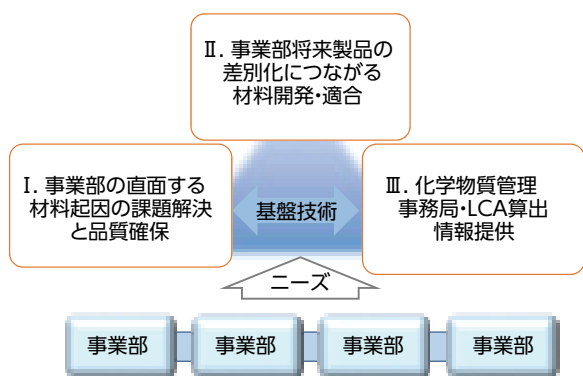 Ⅱ. 事業部将来製品の
差別化につながる
材料開発・適合
Ⅰ. 事業部の直面する
材料起因の課題解決
と品質確保
基盤技術
Ⅲ. 化学物質管理
事務局・LCA算出
情報提供
ニーズ
事業部 事業部 事業部 事業部